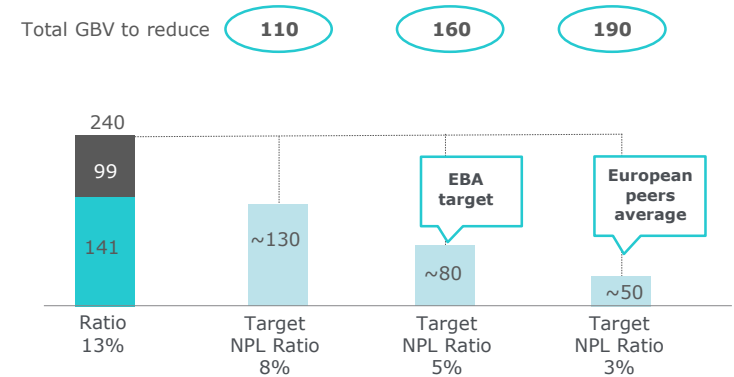 Total GBV to reduce 110 160 190
240
99
141
~130
EBA
target
~80
European
peers
average
~50
Ratio
13%
Target
NPL Ratio
8%
Target
NPL Ratio
5%
Target
NPL Ratio
3%